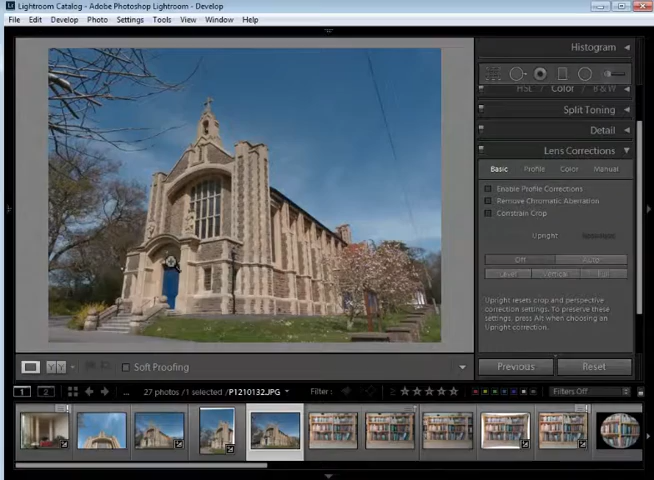 Lightroom Catalog - Adobe Photoshop Lightroom - Develop
File Edit Develop Photo Settings Tools View Window Help
Histogram
HSL / Color / B & W
Split Toning
Detail
Lens Corrections
Basic Profile Color Manual
Enable Profile Corrections
Remove Chromatic Aberration
Constrain Crop
Upright
Off Auto
Level Vertical Full
Upright resets crop and perspective
correction settings. To preserve these
settings, press Alt when choosing an
Upright correction.
Y Y Soft Proofing Previous Reset
1 2 ... 27 photos / 1 selected / P1210132.JPG Filter : Filters Off